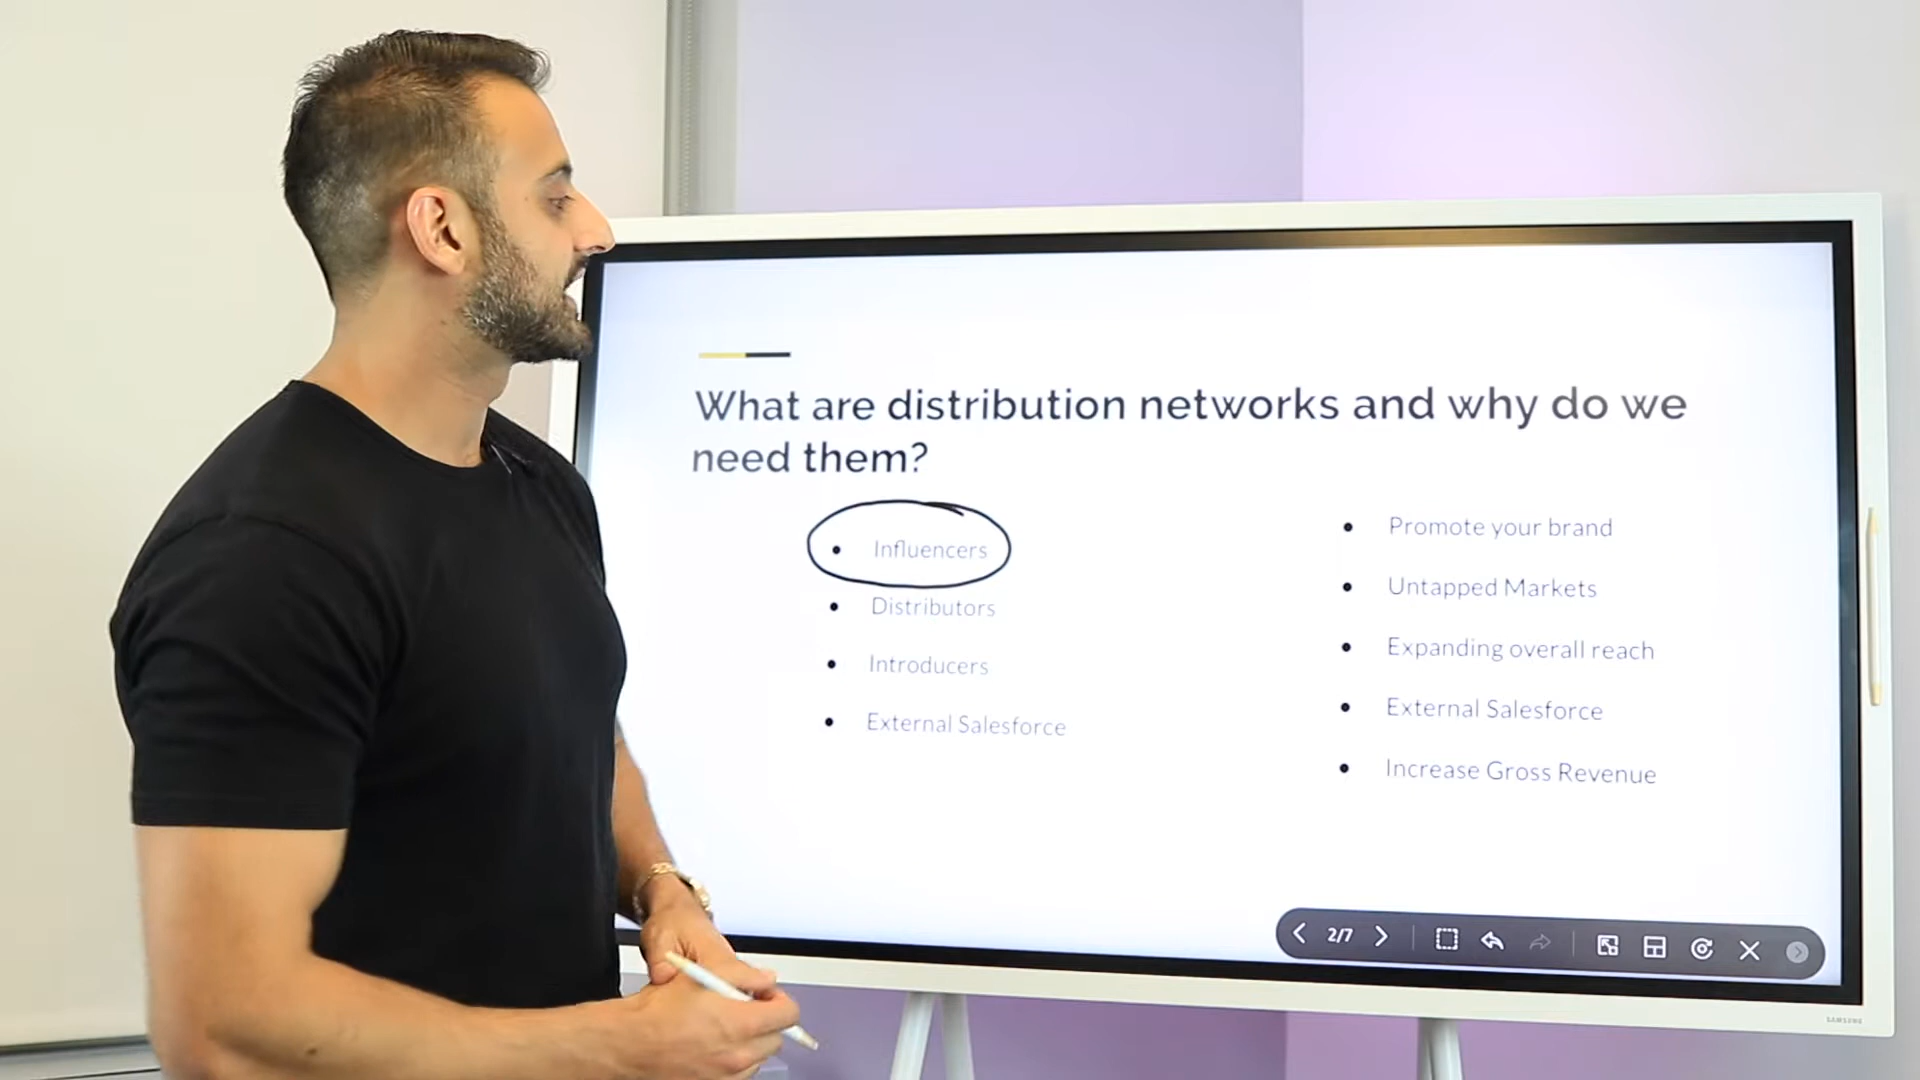 What are distribution networks and why do we
need them?
Influencers
Distributors
Introducers
External Salesforce
Promote your brand
Untapped Markets
Expanding overall reach
External Salesforce
Increase Gross Revenue
2/7
SAMSUNG